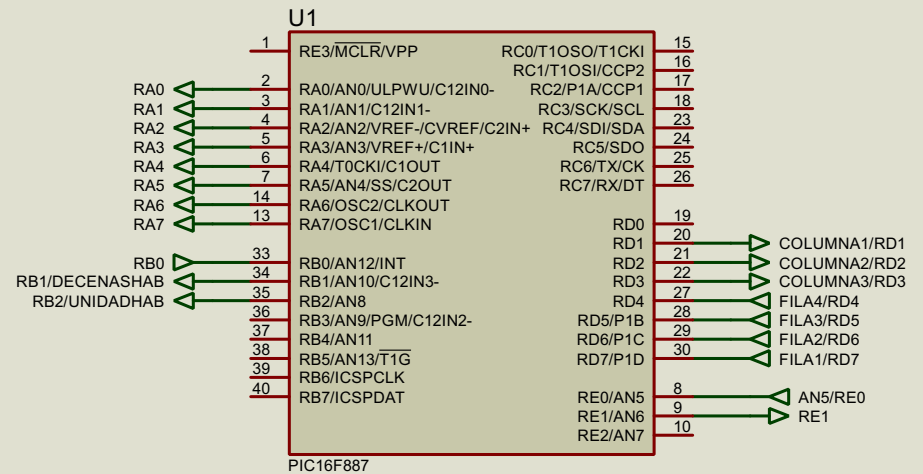 U1
1 RE3/MCLR/VPP RC0/T1OSO/T1CKI 15
RC1/T1OSI/CCP2 16
RA0 2 RA0/AN0/ULPWU/C12IN0- RC2/P1A/CCP1 17
RA1 3 RA1/AN1/C12IN1- RC3/SCK/SCL 18
RA2 4 RA2/AN2/VREF-/CVREF/C2IN+ RC4/SDI/SDA 23
RA3 5 RA3/AN3/VREF+/C1IN+ RC5/SDO 24
RA4 6 RA4/T0CKI/C1OUT RC6/TX/CK 25
RA5 7 RA5/AN4/SS/C2OUT RC7/RX/DT 26
RA6 14 RA6/OSC2/CLKOUT
RA7 13 RA7/OSC1/CLKIN RD0 19
RD1 20 COLUMNA1/RD1
RB0 33 RB0/AN12/INT RD2 21 COLUMNA2/RD2
RB1/DECENASHAB 34 RB1/AN10/C12IN3- RD3 22 COLUMNA3/RD3
RB2/UNIDADHAB 35 RB2/AN8 RD4 27 FILA4/RD4
36 RB3/AN9/PGM/C12IN2- RD5/P1B 28 FILA3/RD5
37 RB4/AN11 RD6/P1C 29 FILA2/RD6
38 RB5/AN13/T1G RD7/P1D 30 FILA1/RD7
39 RB6/ICSPCLK
40 RB7/ICSPDAT RE0/AN5 8 AN5/RE0
RE1/AN6 9 RE1
RE2/AN7 10
PIC16F887